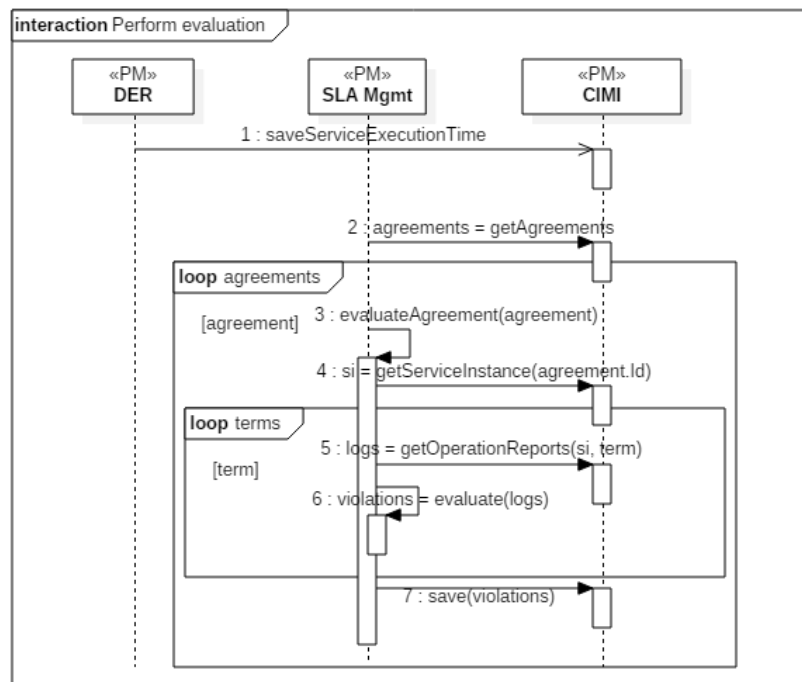 interaction Perform evaluation
«PM»
DER
«PM»
SLA Mgmt
«PM»
CIMI
1 : saveServiceExecutionTime
2 : agreements = getAgreements
loop agreements
[agreement]
3 : evaluateAgreement(agreement)
4 : si = getServiceInstance(agreement.Id)
loop terms
[term]
5 : logs = getOperationReports(si, term)
6 : violations = evaluate(logs)
7 : save(violations)